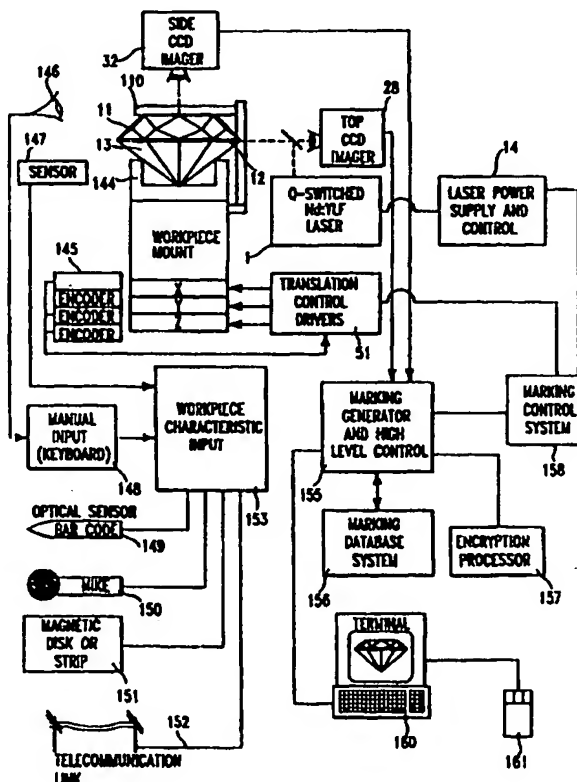 SIDE
CCD
IMAGER
32
146
110
11
13
147
SENSOR
144
12
28
TOP
CCD
IMAGER
14
LASER POWER
SUPPLY AND
CONTROL
Q-SWITCHED
Nd:YLF
LASER
1
WORKPIECE
MOUNT
X
Y
Z
145
ENCODER
ENCODER
ENCODER
TRANSLATION
CONTROL
DRIVERS
51
MANUAL
INPUT
(KEYBOARD)
148
WORKPIECE
CHARACTERISTIC
INPUT
153
MARKING
GENERATOR
AND HIGH
LEVEL CONTROL
155
MARKING
CONTROL
SYSTEM
158
OPTICAL SENSOR
BAR CODE
149
MIKE
150
MAGNETIC
DISK OR
STRIP
151
152
TELECOMMUNICATION
LINK
MARKING
DATABASE
SYSTEM
156
ENCRYPTION
PROCESSOR
157
TERMINAL
160
161